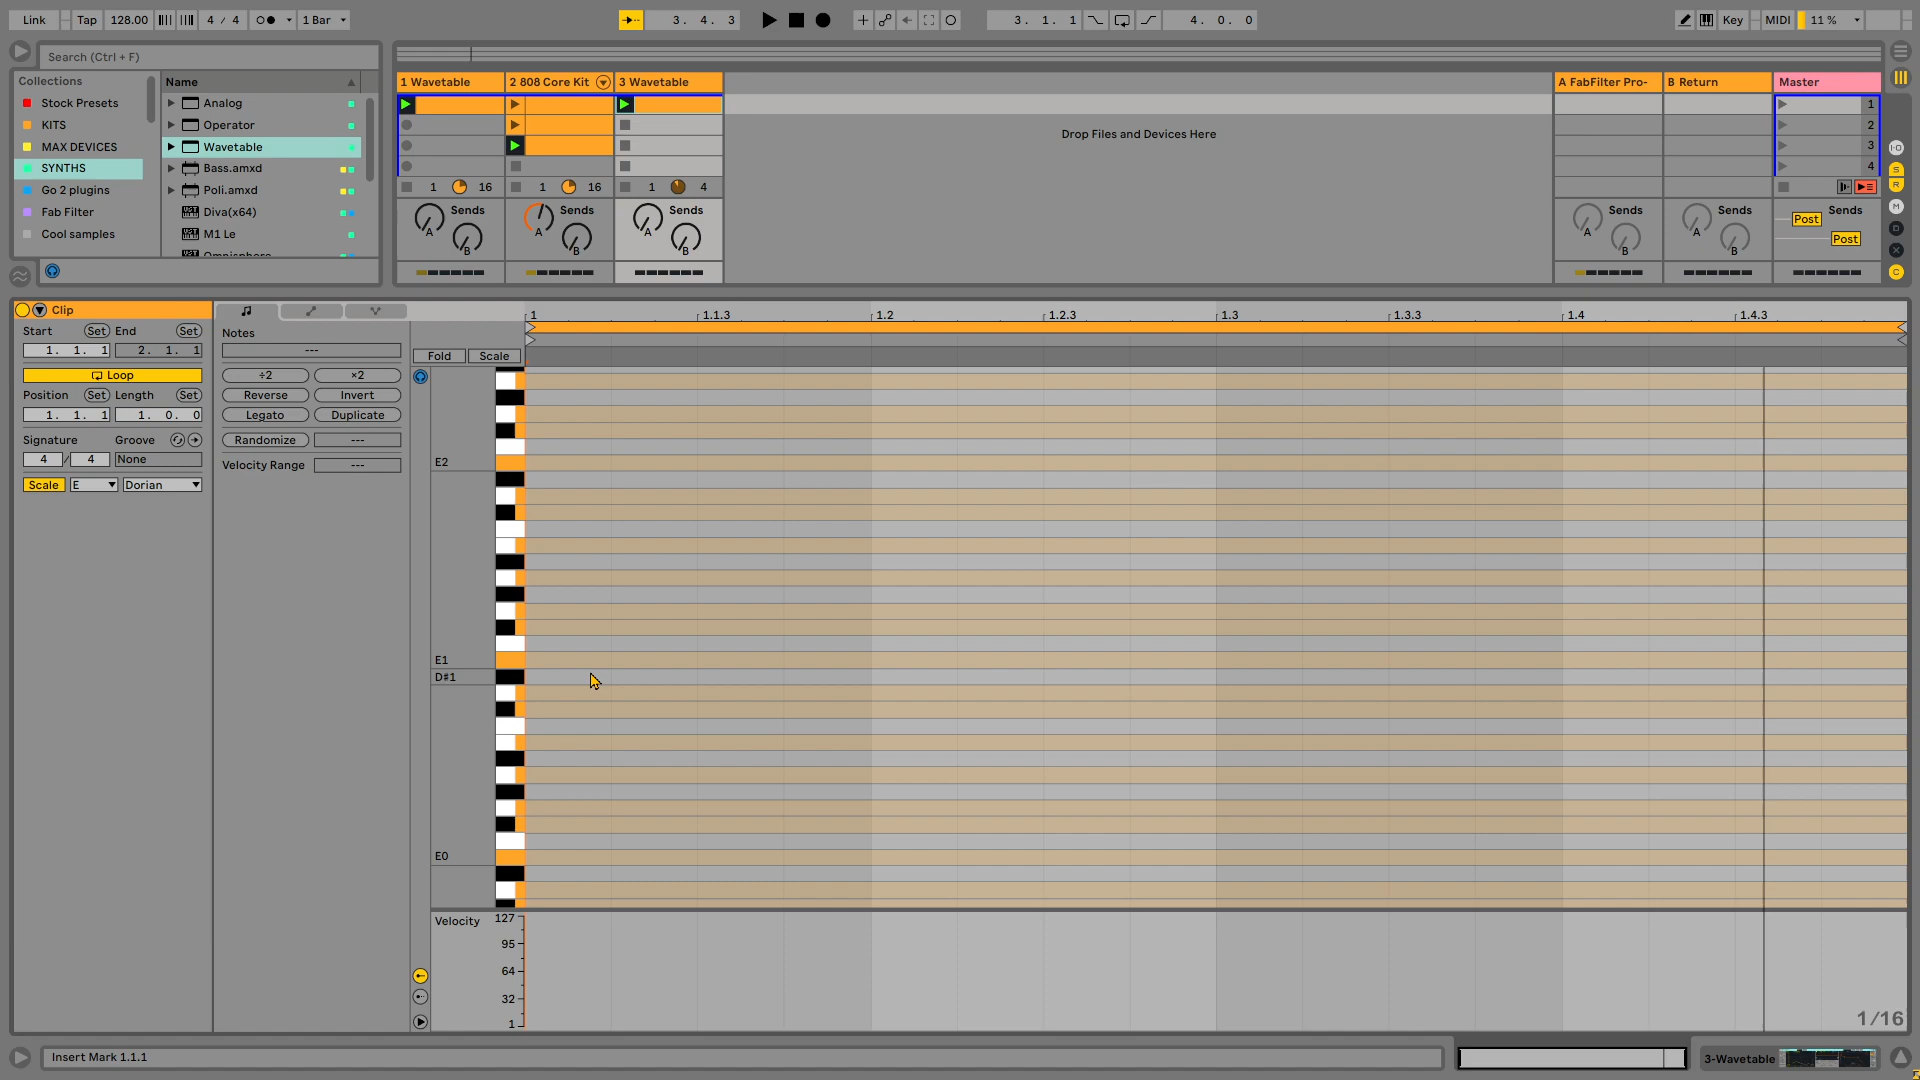 Link Tap 128.00 4 / 4 1 Bar 3. 4. 3 3. 1. 1 4. 0. 0 Key MIDI 11 %
Search (Ctrl + F)
Collections Name
Stock Presets Analog
KITS Operator
MAX DEVICES Wavetable
SYNTHS Bass.amxd
Go 2 plugins Poli.amxd
Fab Filter Diva(x64)
Cool samples M1 Le
Omnisphere
1 Wavetable 2 808 Core Kit 3 Wavetable A FabFilter Pro- B Return Master
1
2
3
4
Drop Files and Devices Here
1 16 1 16 1 4
Sends Sends Sends Sends Sends Sends
A A A A A Post
B B B B B Post
Clip
Start Set End Set
1. 1. 1 2. 1. 1
Loop
Position Set Length Set
1. 1. 1 1. 0. 0
Signature Groove
4 / 4 None
Scale E Dorian
Notes
---
÷2 ×2
Reverse Invert
Legato Duplicate
Randomize ---
Velocity Range ---
1 1.1.3 1.2 1.2.3 1.3 1.3.3 1.4 1.4.3
Fold Scale
E2
E1
D#1
E0
Velocity 127
95
64
32
1
1/16
Insert Mark 1.1.1
3-Wavetable